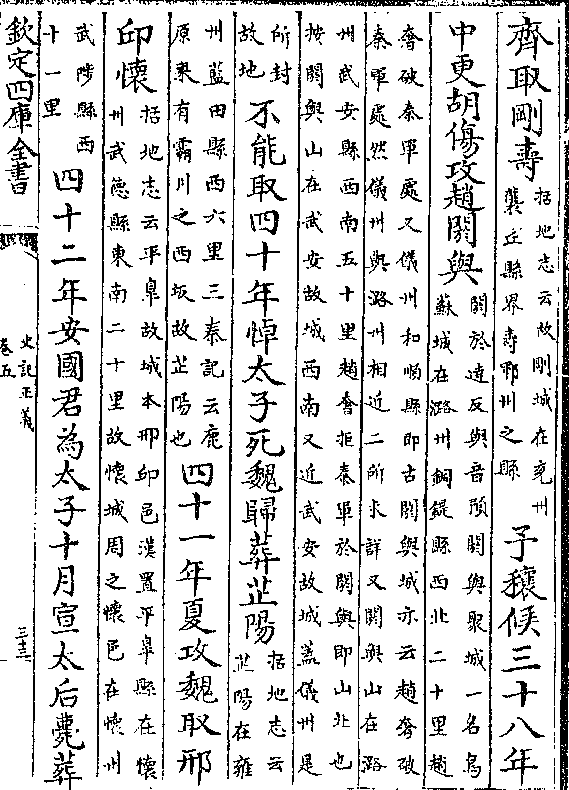 齊取剛壽括地志云故剛城在兖州龔丘縣界壽鄆州之縣予穰侯三十八年
中更胡傷攻趙閼與閼於達反與音預閼與聚城一名烏蘇城在潞州銅鍉縣西北二十里趙
奢破秦軍處又儀州和順縣即古閼與城亦云趙奢破秦軍處然儀州與潞州相近二所未詳又閼與山在潞
州武安縣西南五十里趙奢拒秦軍於閼與即山北也按閼與山在武安故城西南又近武安故城蓋儀州是
所封故地不能取四十年悼太子死魏歸葬芷陽括地志云芷陽在雍
州藍田縣西六里三秦記云鹿原東有霸川之西坂故芷陽也四十一年夏攻魏取邢
邱懷括地志云平臯故城本邢邱邑漢置平臯縣在懷州武德縣東南二十里故懷城周之懷邑在懷州
武陟縣西十一里四十二年安國君為太子十月宣太后薨葬
欽定四庫全書
史記正義
卷五
三十三